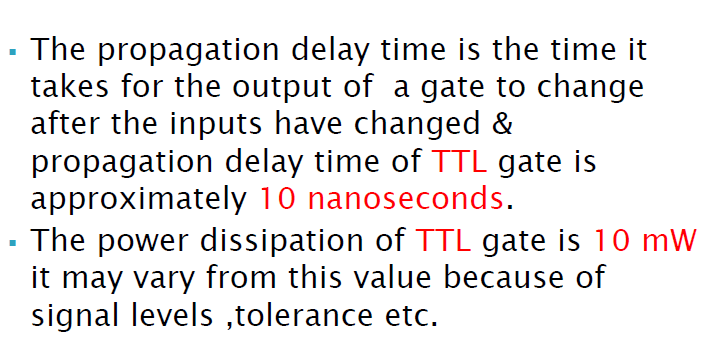 ▪ The propagation delay time is the time it
takes for the output of  a gate to change
after the inputs have changed &
propagation delay time of TTL gate is
approximately 10 nanoseconds.
▪ The power dissipation of TTL gate is 10 mW
it may vary from this value because of
signal levels ,tolerance etc.